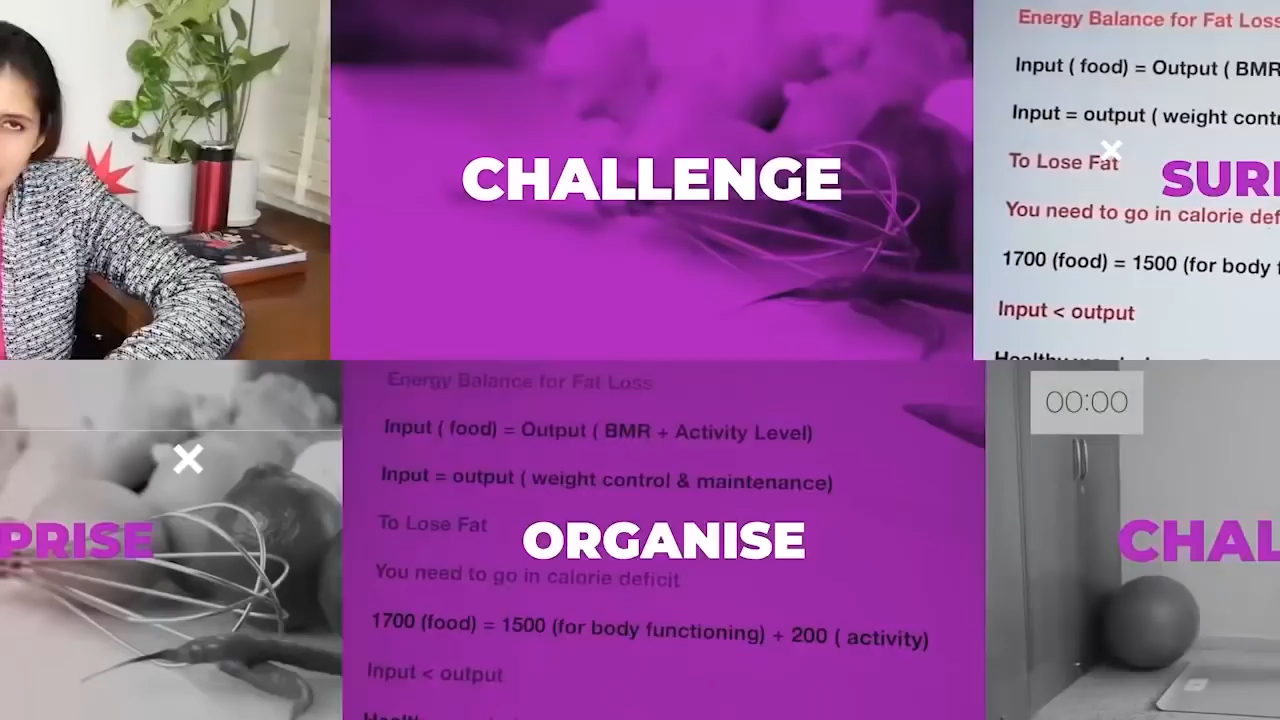 CHALLENGE
Energy Balance for Fat Loss
Input ( food) = Output ( BMR
Input = output ( weight
To Lose Fat
SUR
You need to go in calorie
1700 (food) = 1500 (for body
Input < output
PRISE
Energy Balance for Fat Loss
Input ( food) = Output ( BMR + Activity Level)
Input = output ( weight control & maintenance)
To Lose Fat
ORGANISE
You need to go in calorie deficit
1700 (food) = 1500 (for body functioning) + 200 ( activity)
Input < output
00:00
CHAL